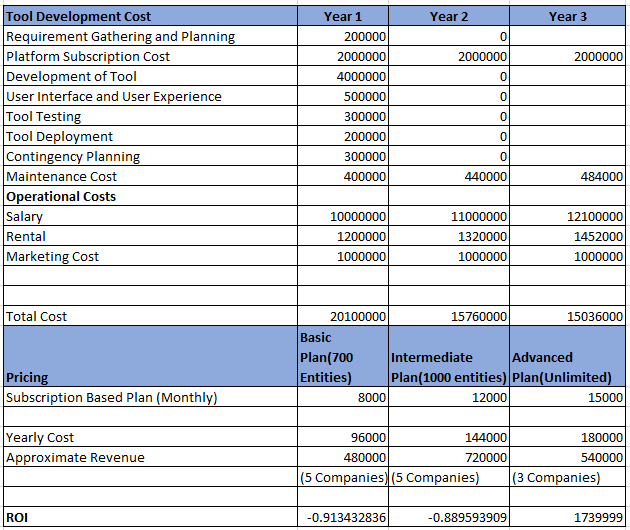 Tool Development Cost Year 1 Year 2 Year 3
Requirement Gathering and Planning 200000 0
Platform Subscription Cost 2000000 2000000 2000000
Development of Tool 4000000 0
User Interface and User Experience 500000 0
Tool Testing 300000 0
Tool Deployment 200000 0
Contingency Planning 300000 0
Maintenance Cost 400000 440000 484000
Operational Costs
Salary 10000000 11000000 12100000
Rental 1200000 1320000 1452000
Marketing Cost 1000000 1000000 1000000
Total Cost 20100000 15760000 15036000
Basic
Plan(700 Intermediate Advanced
Pricing Entities) Plan(1000 entities) Plan(Unlimited)
Subscription Based Plan (Monthly) 8000 12000 15000
Yearly Cost 96000 144000 180000
Approximate Revenue 480000 720000 540000
(5 Companies) (5 Companies) (3 Companies)
ROI -0.913432836 -0.889593909 1739999